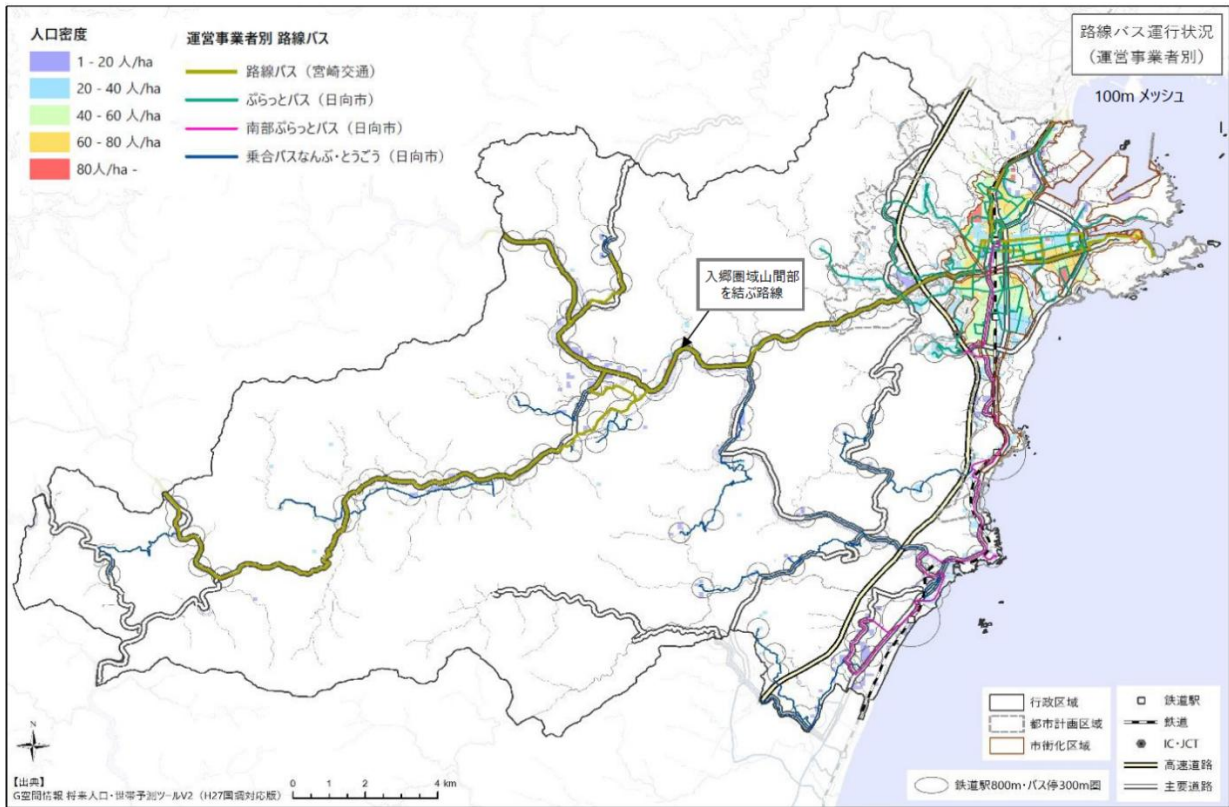 人口密度
1 - 20 人/ha
20 - 40 人/ha
40 - 60 人/ha
60 - 80 人/ha
80人/ha -
運営事業者別 路線バス
路線バス（宮崎交通）
ぷらっとバス（日向市）
南部ぷらっとバス（日向市）
乗合バスなんぶ・とうごう（日向市）
路線バス運行状況
（運営事業者別）
100m メッシュ
入郷圏域山間部
を結ぶ路線
行政区域
都市計画区域
市街化区域
鉄道駅
鉄道
IC・JCT
高速道路
主要道路
鉄道駅800m・バス停300m圏
N
【出典】
G空間情報 将来人口・世帯予測ツールV2（H27国調対応版）
0 1 2 4 km